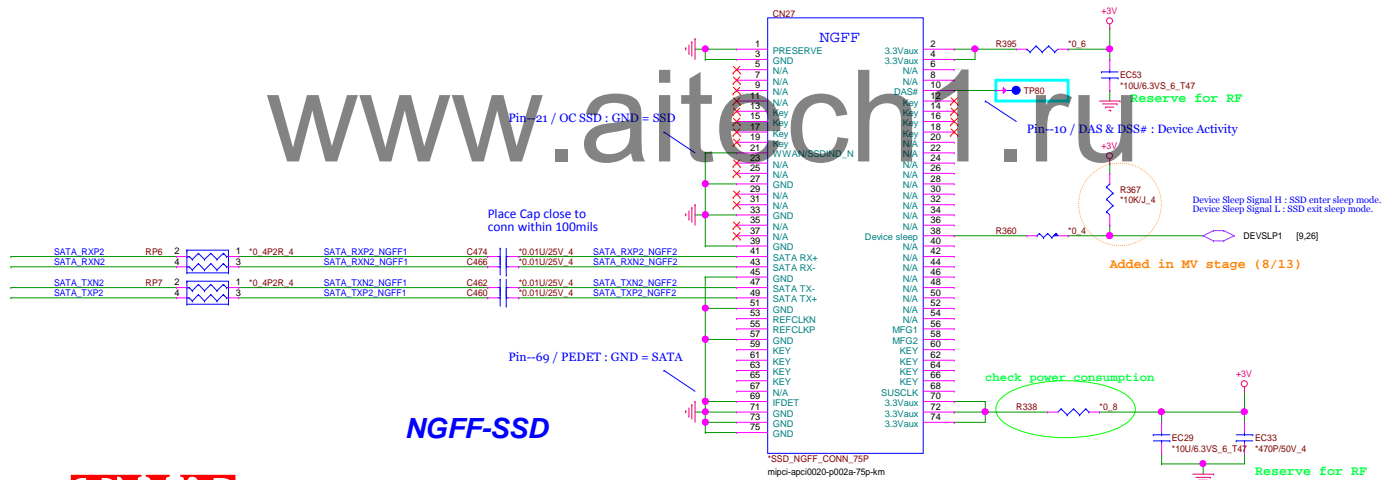 www.aitech1.ru
CN27
NGFF
+3V
R395 *0_6
EC53
*10U/6.3VS_6_T47
Reserve for RF
TP80
Pin--21 / OC SSD : GND = SSD
Pin--10 / DAS & DSS# : Device Activity
1 PRESERVE
3 GND
5 N/A
7 N/A
9 N/A
11 N/A
13 Key
15 Key
17 Key
19 Key
21 WWAN/SSDIND_N
23 N/A
25 N/A
27 GND
29 N/A
31 N/A
33 GND
35 N/A
37 N/A
39 GND
41 SATA RX+
43 SATA RX-
45 GND
47 SATA TX-
49 SATA TX+
51 GND
53 REFCLKN
55 REFCLKP
57 GND
59 KEY
61 KEY
63 KEY
65 KEY
67 N/A
69 IFDET
71 GND
73 GND
75 GND
3.3Vaux 2
3.3Vaux 4
N/A 6
N/A 8
DAS# 10
Key 12
Key 14
Key 16
Key 18
N/A 20
N/A 22
N/A 24
N/A 26
N/A 28
N/A 30
N/A 32
N/A 34
N/A 36
Device sleep 38
N/A 40
N/A 42
N/A 44
N/A 46
N/A 48
N/A 50
N/A 52
N/A 54
MFG1 56
MFG2 58
KEY 60
KEY 62
KEY 64
KEY 66
SUSCLK 68
3.3Vaux 70
3.3Vaux 72
3.3Vaux 74
+3V
R367
*10K/J_4
Device Sleep Signal H : SSD enter sleep mode.
Device Sleep Signal L : SSD exit sleep mode.
R360 *0_4
DEVSLP1 [9,26]
Added in MV stage (8/13)
Place Cap close to
conn within 100mils
SATA_RXP2 RP6 2 1 *0_4P2R_4 SATA_RXP2_NGFF1 C474 *0.01U/25V_4 SATA_RXP2_NGFF2
SATA_RXN2 4 3 SATA_RXN2_NGFF1 C466 *0.01U/25V_4 SATA_RXN2_NGFF2
SATA_TXN2 RP7 2 1 *0_4P2R_4 SATA_TXN2_NGFF1 C462 *0.01U/25V_4 SATA_TXN2_NGFF2
SATA_TXP2 4 3 SATA_TXP2_NGFF1 C460 *0.01U/25V_4 SATA_TXP2_NGFF2
Pin--69 / PEDET : GND = SATA
check power consumption
+3V
R338 *0_8
EC29
*10U/6.3VS_6_T47
EC33
*470P/50V_4
Reserve for RF
NGFF-SSD
*SSD_NGFF_CONN_75P
mipci-apci0020-p002a-75p-km